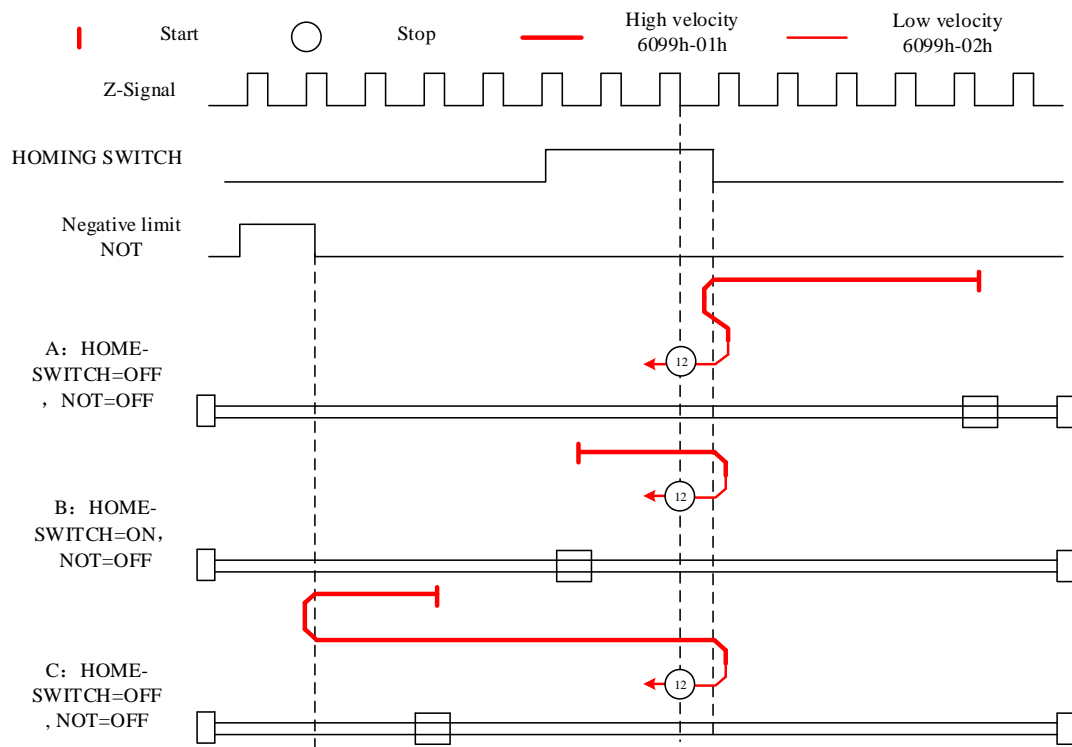 Start
Stop
High velocity
6099h-01h
Low velocity
6099h-02h
Z-Signal
HOMING SWITCH
Negative limit
NOT
A：HOME-
SWITCH=OFF
，NOT=OFF
12
B：HOME-
SWITCH=ON，
NOT=OFF
12
C：HOME-
SWITCH=OFF
, NOT=OFF
12